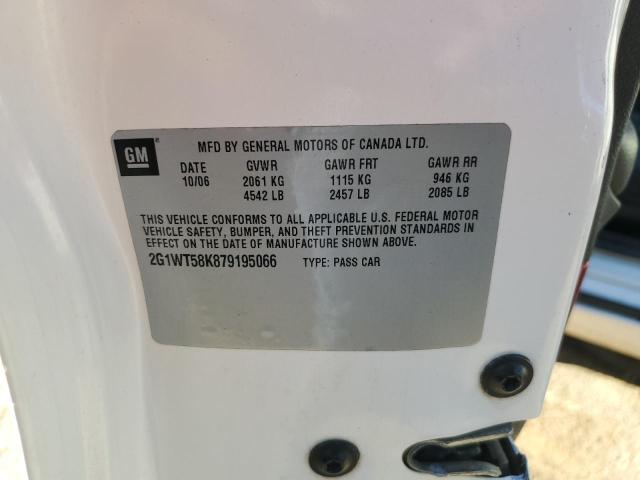 GM
MFD BY GENERAL MOTORS OF CANADA LTD.
DATE GVWR GAWR FRT GAWR RR
10/06 2061 KG 1115 KG 946 KG
4542 LB 2457 LB 2085 LB
THIS VEHICLE CONFORMS TO ALL APPLICABLE U.S. FEDERAL MOTOR
VEHICLE SAFETY, BUMPER, AND THEFT PREVENTION STANDARDS IN
EFFECT ON THE DATE OF MANUFACTURE SHOWN ABOVE.
2G1WT58K879195066 TYPE: PASS CAR